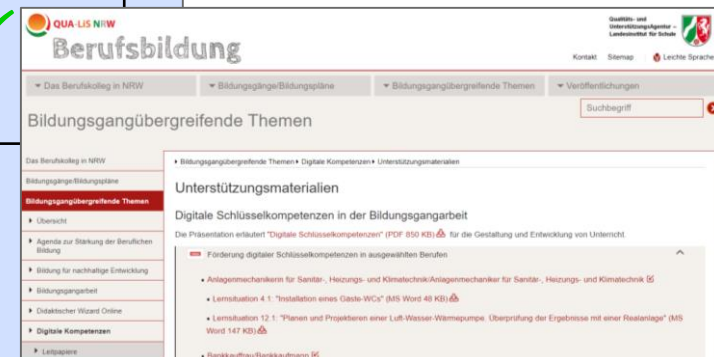 QUA-LiS NRW
Berufsbildung
Qualitäts- und
UnterstützungsAgentur –
Landesinstitut für Schule
Kontakt Sitemap Leichte Sprache
Das Berufskolleg in NRW Bildungsgänge/Bildungspläne Bildungsgangübergreifende Themen Veröffentlichungen
Suchbegriff
Bildungsgangübergreifende Themen
Das Berufskolleg in NRW
Bildungsgänge/Bildungspläne
Bildungsgangübergreifende Themen
Übersicht
Agenda zur Stärkung der Beruflichen
Bildung
Bildung für nachhaltige Entwicklung
Bildungsgangarbeit
Didaktischer Wizard Online
Digitale Kompetenzen
Leitpapiere
Bildungsgangübergreifende Themen Digitale Kompetenzen Unterstützungsmaterialien
Unterstützungsmaterialien
Digitale Schlüsselkompetenzen in der Bildungsgangarbeit
Die Präsentation erläutert "Digitale Schlüsselkompetenzen" (PDF 850 KB) für die Gestaltung und Entwicklung von Unterricht.
Förderung digitaler Schlüsselkompetenzen in ausgewählten Berufen
Anlagenmechanikerin für Sanitär-, Heizungs- und Klimatechnik/Anlagenmechaniker für Sanitär-, Heizungs- und Klimatechnik
Lernsituation 4.1: "Installation eines Gäste-WCs" (MS Word 48 KB)
Lernsituation 12.1: "Planen und Projektieren einer Luft-Wasser-Wärmepumpe. Überprüfung der Ergebnisse mit einer Realanlage" (MS
Word 147 KB)
Bankkauffrau/Bankkaufmann